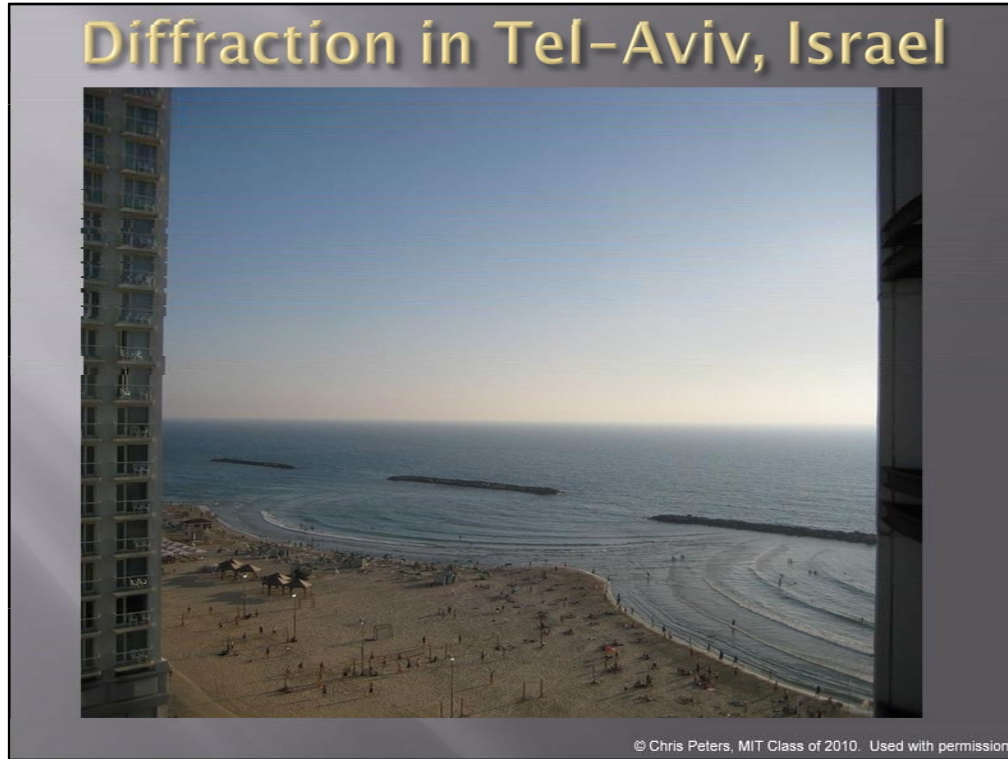 Diffraction in Tel-Aviv, Israel
© Chris Peters, MIT Class of 2010.  Used with permission